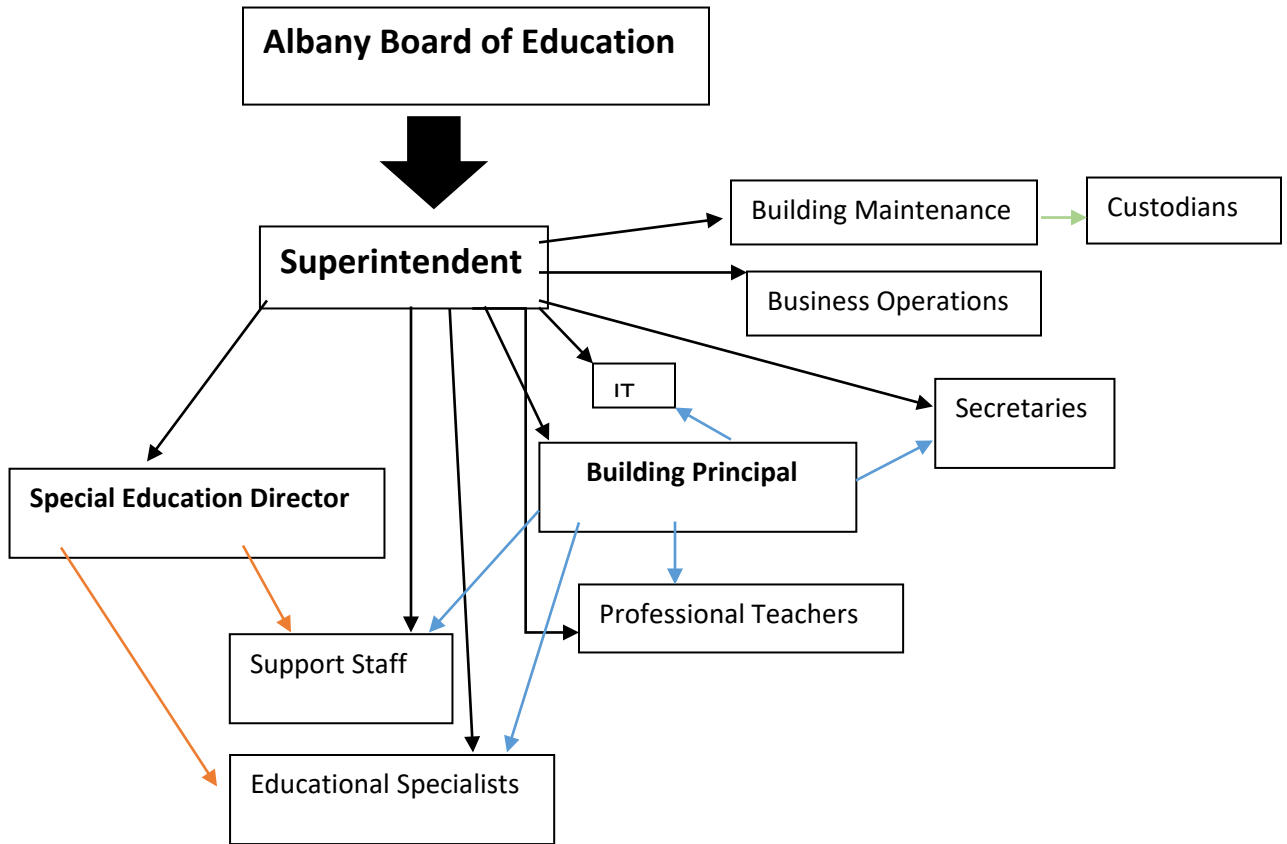 Albany Board of Education
Building Maintenance
Custodians
Superintendent
Business Operations
IT
Secretaries
Building Principal
Special Education Director
Professional Teachers
Support Staff
Educational Specialists